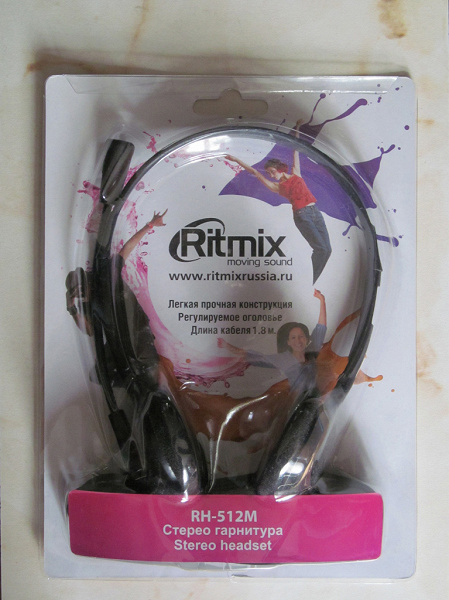 Ritmix
moving sound
www.ritmixrussia.ru
Легкая прочная конструкция
Регулируемое оголовье
Длина кабеля 1.8 м.
RH-512M
Стерео гарнитура
Stereo headset